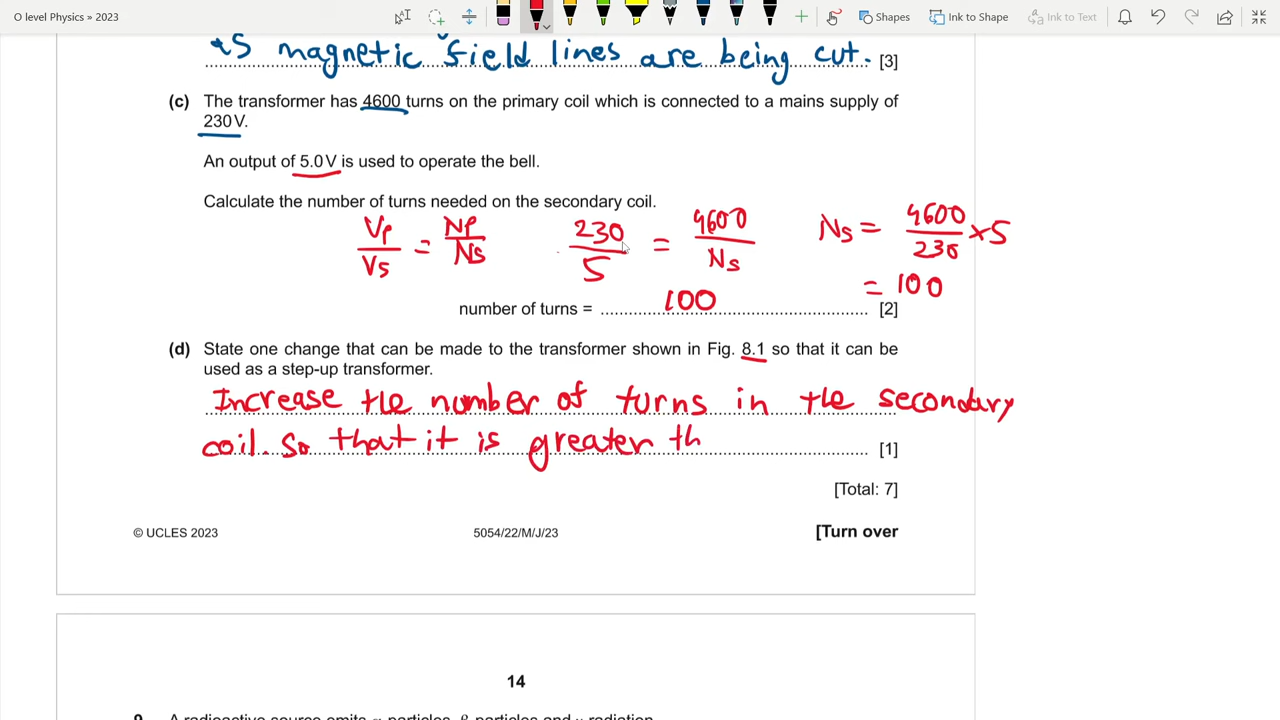 O level Physics » 2023
Shapes
Ink to Shape
Ink to Text
is magnetic field lines are being cut. [3]
(c) The transformer has 4600 turns on the primary coil which is connected to a mains supply of
230V.
An output of 5.0V is used to operate the bell.
Calculate the number of turns needed on the secondary coil.
Vp/Vs = Np/Ns 230/5 = 4600/Ns Ns = 4600/230 × 5
= 100
number of turns = 100 [2]
(d) State one change that can be made to the transformer shown in Fig. 8.1 so that it can be
used as a step-up transformer.
Increase the number of turns in the secondary
coil. So that it is greater th [1]
[Total: 7]
© UCLES 2023 5054/22/M/J/23 [Turn over
14